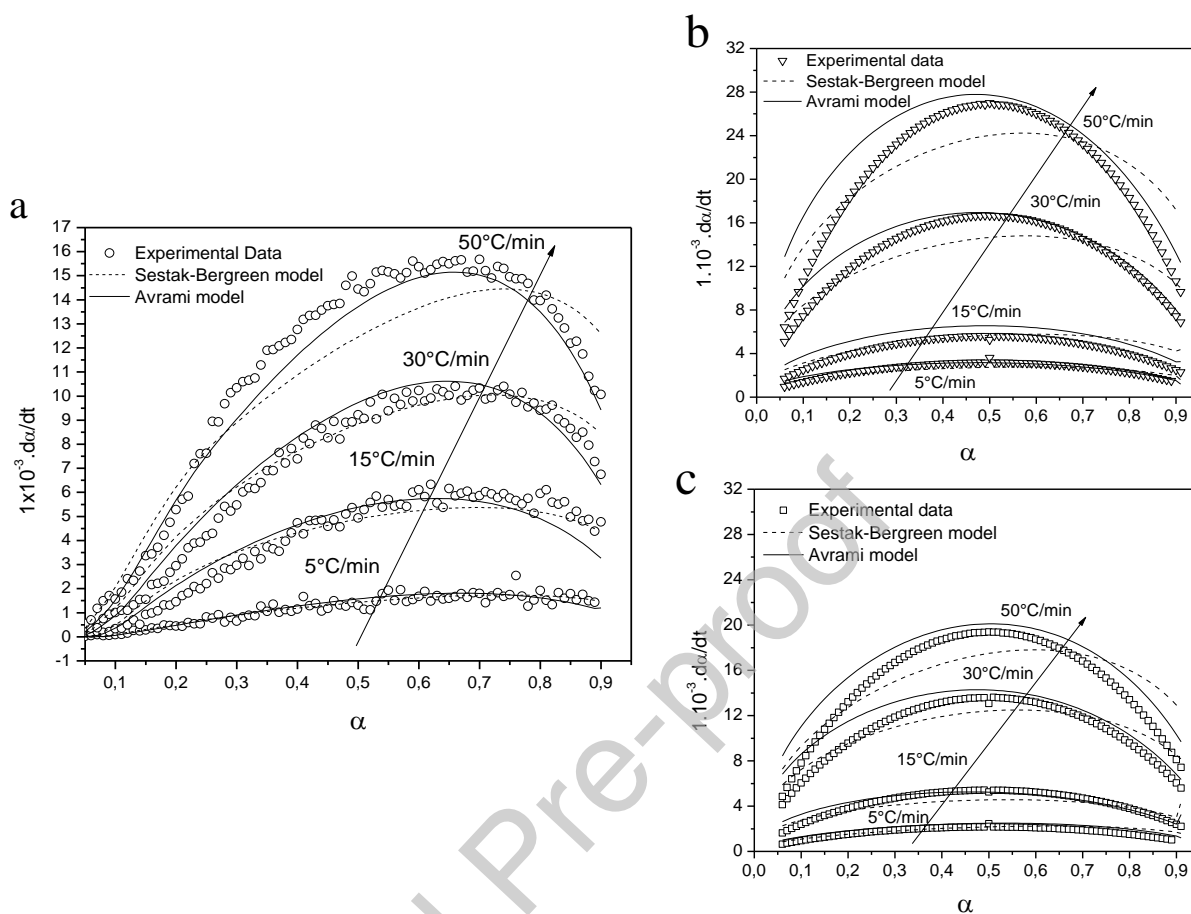 a
17
16
15
14
13
12
11
10
9
8
7
6
5
4
3
2
1
0
-1
1x10⁻³.dα/dt
Experimental Data
Sestak-Bergreen model
Avrami model
50°C/min
30°C/min
15°C/min
5°C/min
0,1 0,2 0,3 0,4 0,5 0,6 0,7 0,8 0,9
α
b
32
28
24
20
16
12
8
4
0
1.10⁻³.dα/dt
Experimental data
Sestak-Bergreen model
Avrami model
50°C/min
30°C/min
15°C/min
5°C/min
0,0 0,1 0,2 0,3 0,4 0,5 0,6 0,7 0,8 0,9
α
c
32
28
24
20
16
12
8
4
0
1.10⁻³.dα/dt
Experimental data
Sestak-Bergreen model
Avrami model
50°C/min
30°C/min
15°C/min
5°C/min
0,0 0,1 0,2 0,3 0,4 0,5 0,6 0,7 0,8 0,9
α
Pre-proof